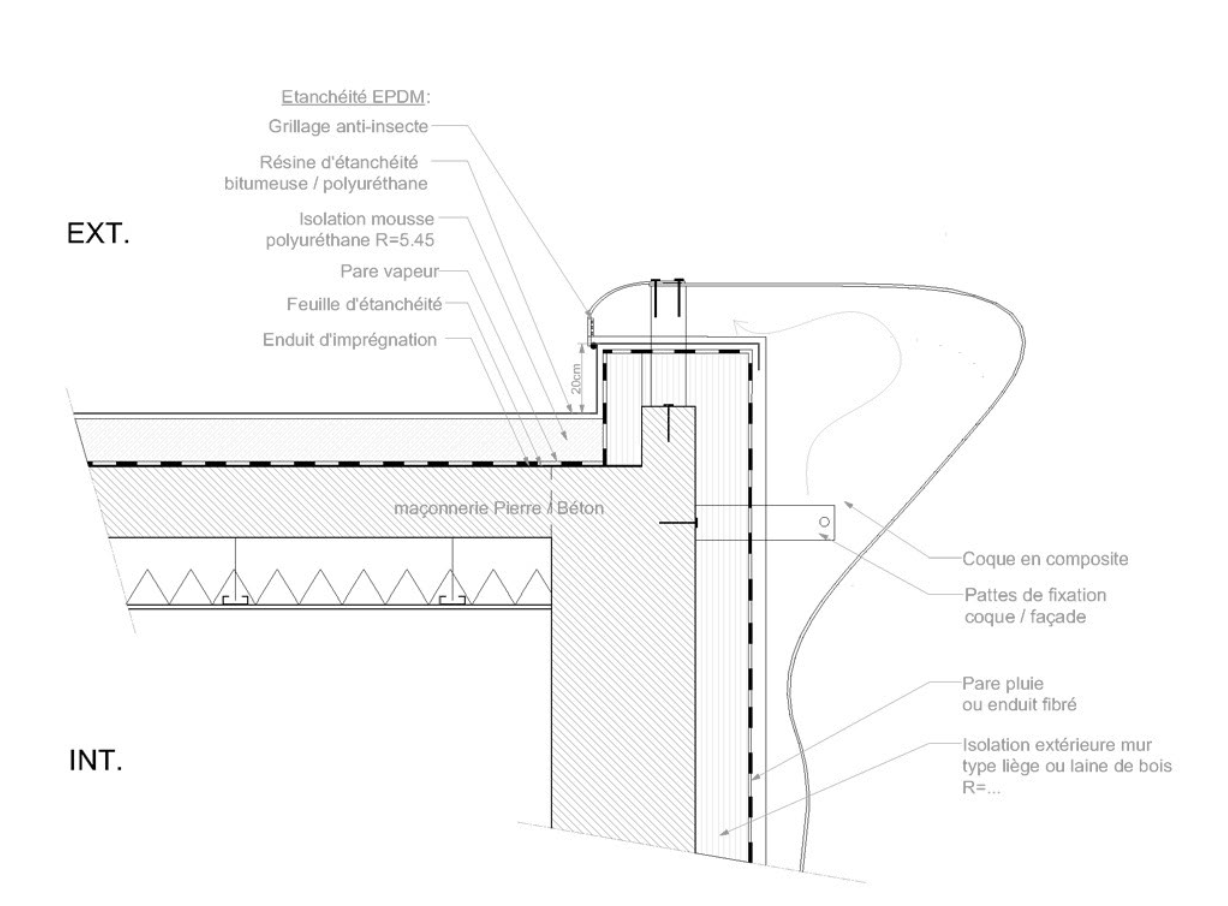 Etanchéité EPDM:
Grillage anti-insecte
Résine d'étanchéité
bitumeuse / polyuréthane
EXT.
Isolation mousse
polyuréthane R=5.45
Pare vapeur
Feuille d'étanchéité
Enduit d'imprégnation
20cm
maçonnerie Pierre / Béton
Coque en composite
Pattes de fixation
coque / façade
Pare pluie
ou enduit fibré
INT.
Isolation extérieure mur
type liège ou laine de bois
R=...